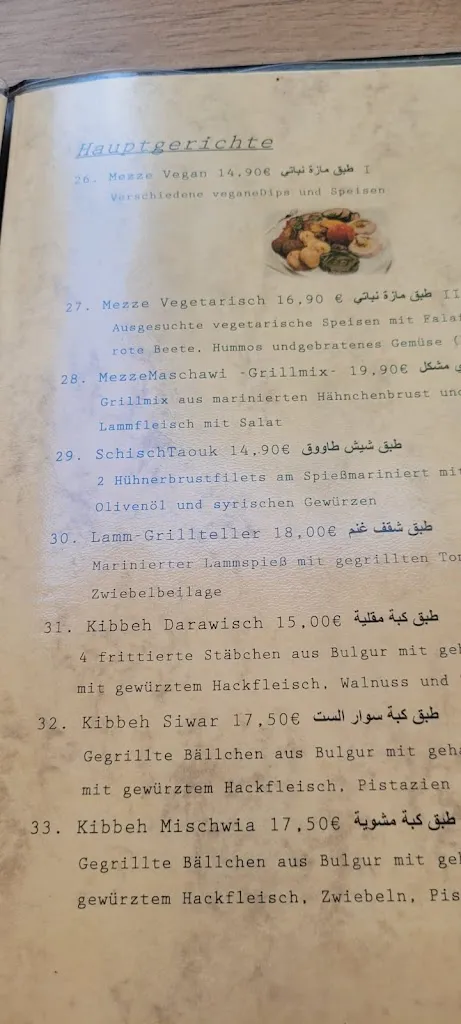 Hauptgerichte
26. Mezze Vegan 14,90€ طبق مازة نباتي I
Verschiedene veganeDips und Speisen
27. Mezze Vegetarisch 16,90 € طبق مازة نباتي II
Ausgesuchte vegetarische Speisen mit
rote Beete, Hummos undgebratenes Gemüse (
28. MezzeMaschawi -Grillmix- 19,90€ مشكل
Grillmix aus marinierten Hähnchenbrust und
Lammfleisch mit Salat
29. SchischTaouk 14,90€ طبق شيش طاووق
2 Hühnerbrustfilets am Spießmariniert mit
Olivenöl und syrischen Gewürzen
30. Lamm-Grillteller 18,00€ طبق شقف غنم
Marinierter Lammspieß mit gegrillten
Zwiebelbeilage
31. Kibbeh Darawisch 15,00€ طبق كبة مقلية
4 frittierte Stäbchen aus Bulgur mit
mit gewürztem Hackfleisch, Walnuss und
32. Kibbeh Siwar 17,50€ طبق كبة سوار الست
Gegrillte Bällchen aus Bulgur mit
mit gewürztem Hackfleisch, Pistazien
33. Kibbeh Mischwia 17,50€ طبق كبة مشوية
Gegrillte Bällchen aus Bulgur mit
gewürztem Hackfleisch, Zwiebeln,